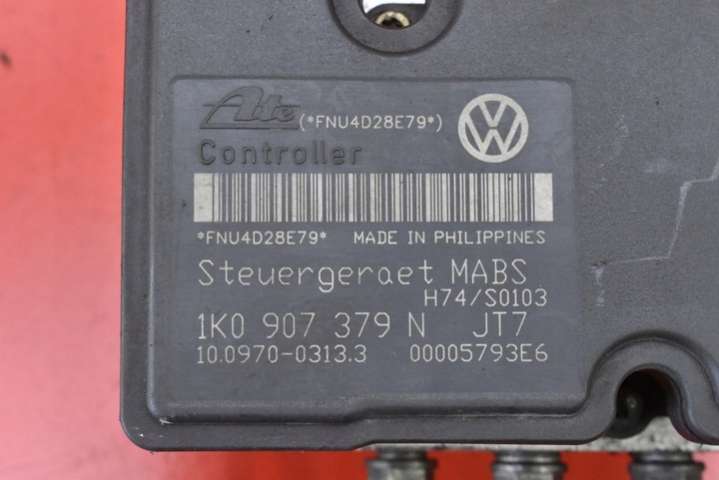 Ate (*FNU4D28E79*)
Controller
*FNU4D28E79* MADE IN PHILIPPINES
Steuergeraet MABS
H74/S0103
1K0 907 379 N JT7
10.0970-0313.3 00005793E6